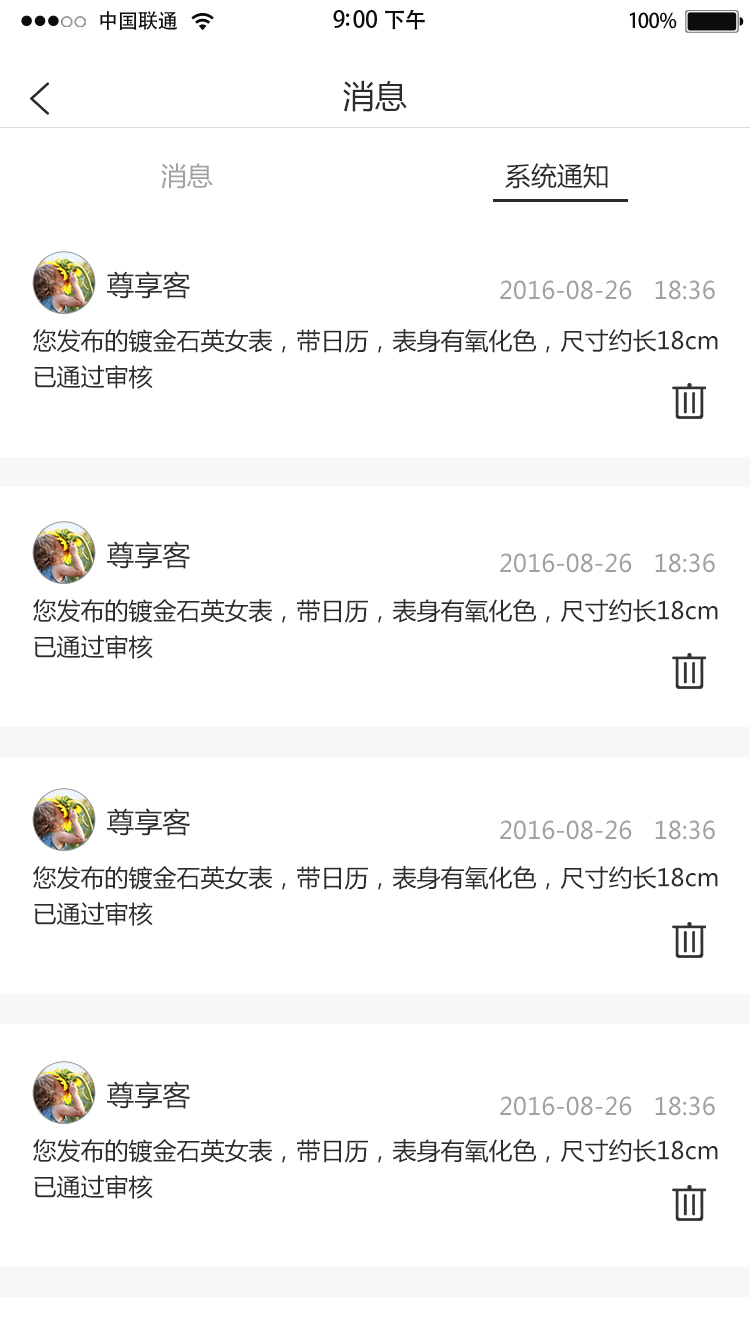 中国联通
9:00 下午
100%
消息
消息
系统通知
尊享客
2016-08-26 18:36
您发布的镀金石英女表，带日历，表身有氧化色，尺寸约长18cm
已通过审核
尊享客
2016-08-26 18:36
您发布的镀金石英女表，带日历，表身有氧化色，尺寸约长18cm
已通过审核
尊享客
2016-08-26 18:36
您发布的镀金石英女表，带日历，表身有氧化色，尺寸约长18cm
已通过审核
尊享客
2016-08-26 18:36
您发布的镀金石英女表，带日历，表身有氧化色，尺寸约长18cm
已通过审核